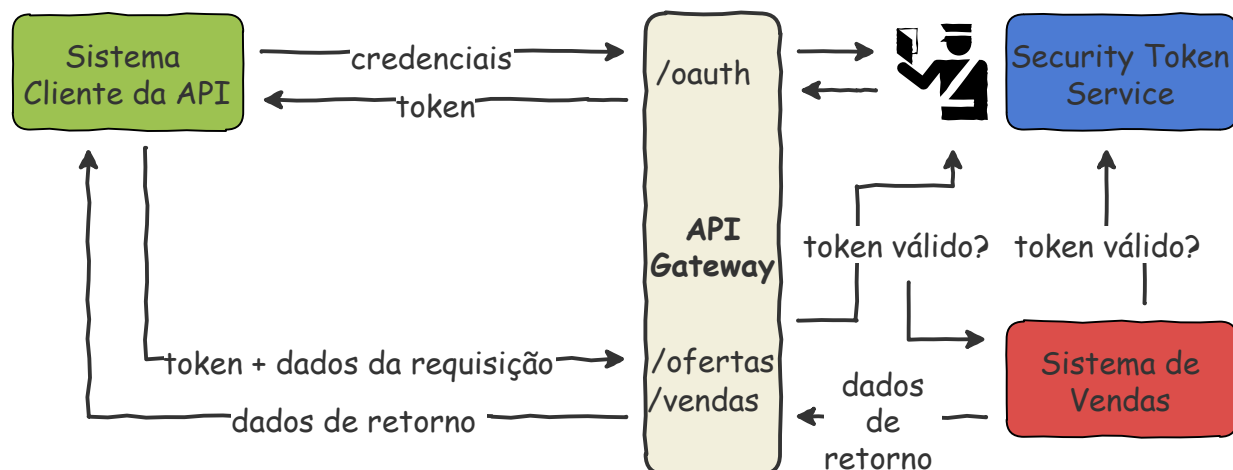 Sistema
Cliente da API
credenciais
token
/oauth
Security Token
Service
API
Gateway
token válido?
token válido?
token + dados da requisição
dados de retorno
/ofertas
/vendas
dados
de
retorno
Sistema de
Vendas